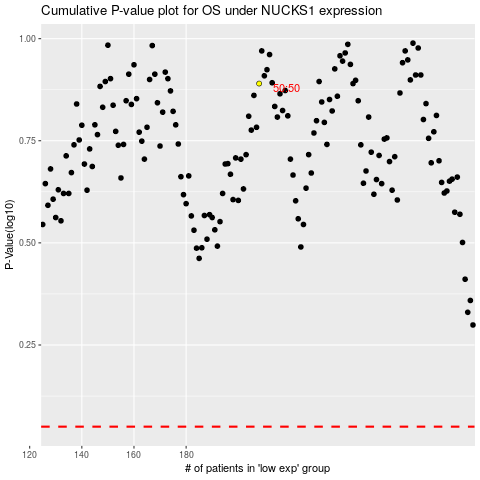 Cumulative P-value plot for OS under NUCKS1 expression
1.00
0.75
0.50
0.25
P-Value(log10)
50:50
120 140 160 180
# of patients in 'low exp' group